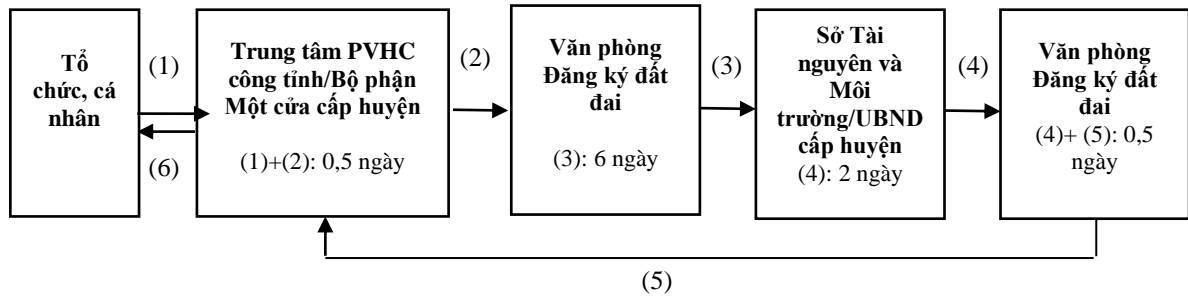 Tổ
chức, cá
nhân
(1)
(6)
Trung tâm PVHC
công tỉnh/Bộ phận
Một cửa cấp huyện
(1)+(2): 0,5 ngày
(2)
Văn phòng
Đăng ký đất
đai
(3): 6 ngày
(3)
Sở Tài
nguyên và
Môi
trường/UBND
cấp huyện
(4): 2 ngày
(4)
Văn phòng
Đăng ký đất
đai
(4)+ (5): 0,5
ngày
(5)